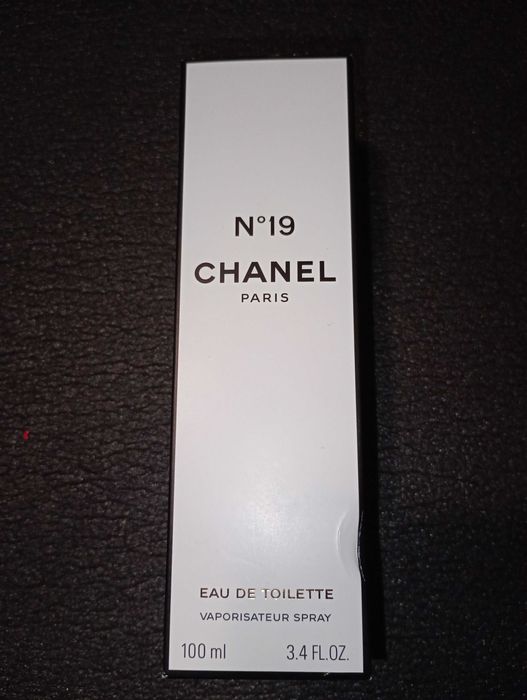 N°19
CHANEL
PARIS
EAU DE TOILETTE
VAPORISATEUR SPRAY
100 ml 3.4 FL.OZ.